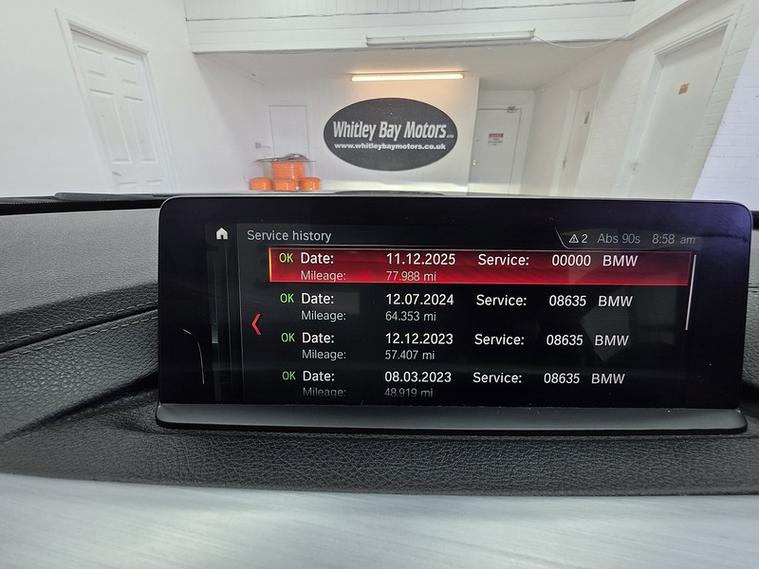 Whitley Bay Motors
www.whitleybaymotors.co.uk
Service history
2 Abs 90s 8:58 am
OK Date: 11.12.2025 Service: 00000 BMW
Mileage: 77.988 mi
OK Date: 12.07.2024 Service: 08635 BMW
Mileage: 64.353 mi
OK Date: 12.12.2023 Service: 08635 BMW
Mileage: 57.407 mi
OK Date: 08.03.2023 Service: 08635 BMW
Mileage: 48.919 mi